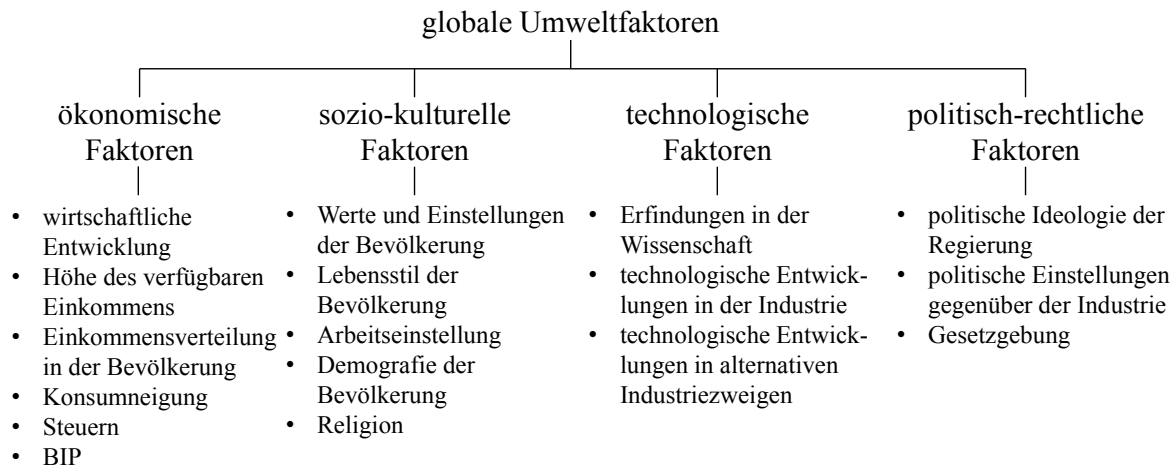 globale Umweltfaktoren
ökonomische
Faktoren
• wirtschaftliche
Entwicklung
• Höhe des verfügbaren
Einkommens
• Einkommensverteilung
in der Bevölkerung
• Konsumneigung
• Steuern
• BIP
sozio-kulturelle
Faktoren
• Werte und Einstellungen
der Bevölkerung
• Lebensstil der
Bevölkerung
• Arbeitseinstellung
• Demografie der
Bevölkerung
• Religion
technologische
Faktoren
• Erfindungen in der
Wissenschaft
• technologische Entwick-
lungen in der Industrie
• technologische Entwick-
lungen in alternativen
Industriezweigen
politisch-rechtliche
Faktoren
• politische Ideologie der
Regierung
• politische Einstellungen
gegenüber der Industrie
• Gesetzgebung